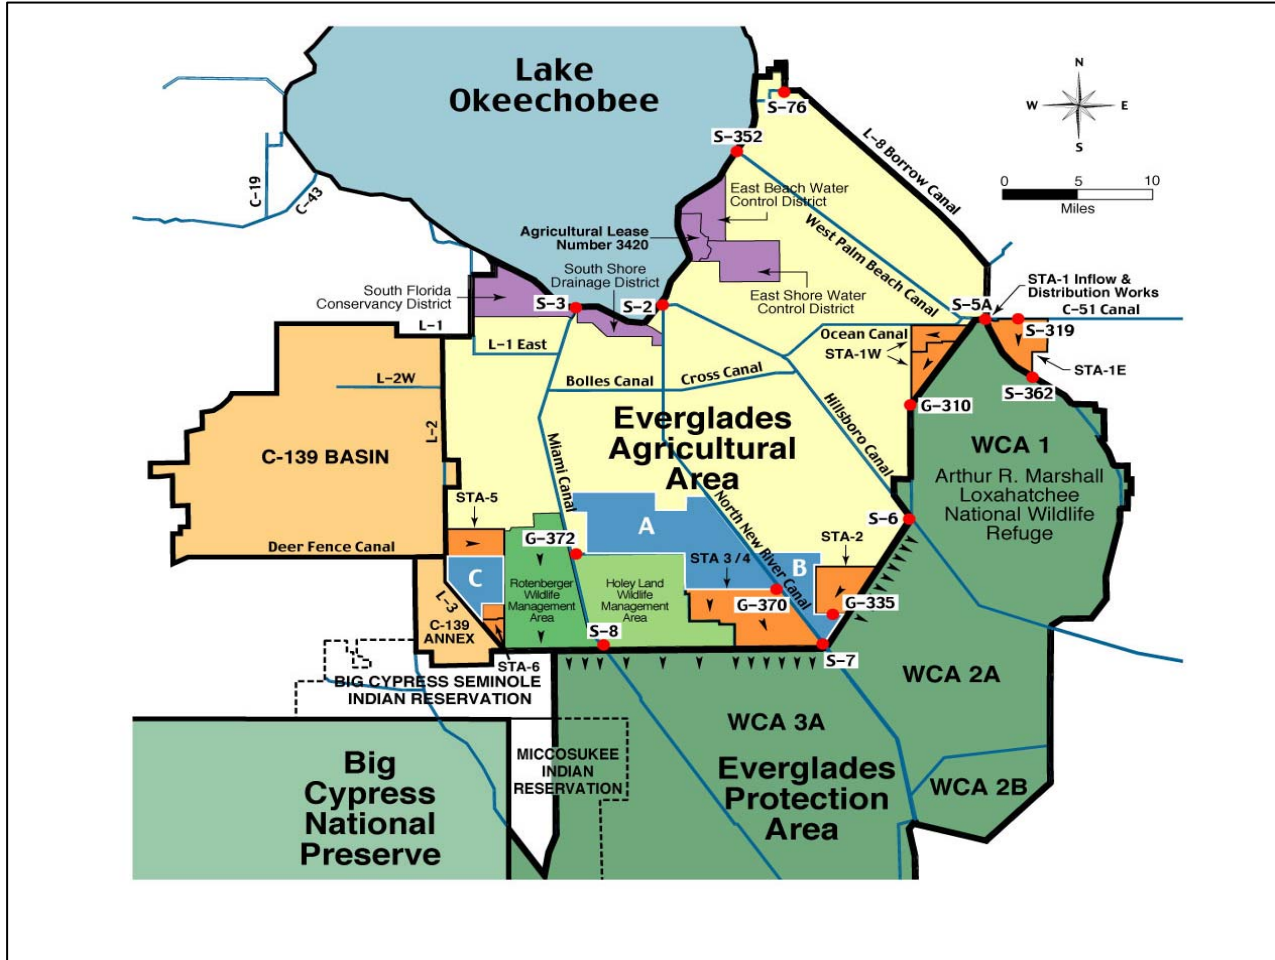 Lake
Okeechobee
S-76
S-352
L-8 Borrow Canal
N
W
E
S
0
5
10
Miles
C-19
C-43
East Beach Water
Control District
Agricultural Lease
Number 3420
West Palm Beach Canal
South Shore
Drainage District
South Florida
Conservancy District
S-3
S-2
East Shore Water
Control District
STA-1 Inflow &
Distribution Works
S-5A
C-51 Canal
L-1
Ocean Canal
S-319
L-1 East
STA-1W
STA-1E
L-2W
Bolles Canal
Cross Canal
S-362
L-2
Hillsboro Canal
G-310
Everglades
Agricultural
Area
WCA 1
Arthur R. Marshall
Loxahatchee
National Wildlife
Refuge
C-139 BASIN
Miami Canal
STA-5
North New River Canal
A
S-6
Deer Fence Canal
G-372
STA-2
STA 3/4
B
C
Rotenberger
Wildlife
Management
Area
Holey Land
Wildlife
Management
Area
L-3
G-370
G-335
C-139
ANNEX
S-8
S-7
STA-6
BIG CYPRESS SEMINOLE
INDIAN RESERVATION
WCA 2A
WCA 3A
MICCOSUKEE
INDIAN
RESERVATION
Big
Cypress
National
Preserve
Everglades
Protection
Area
WCA 2B